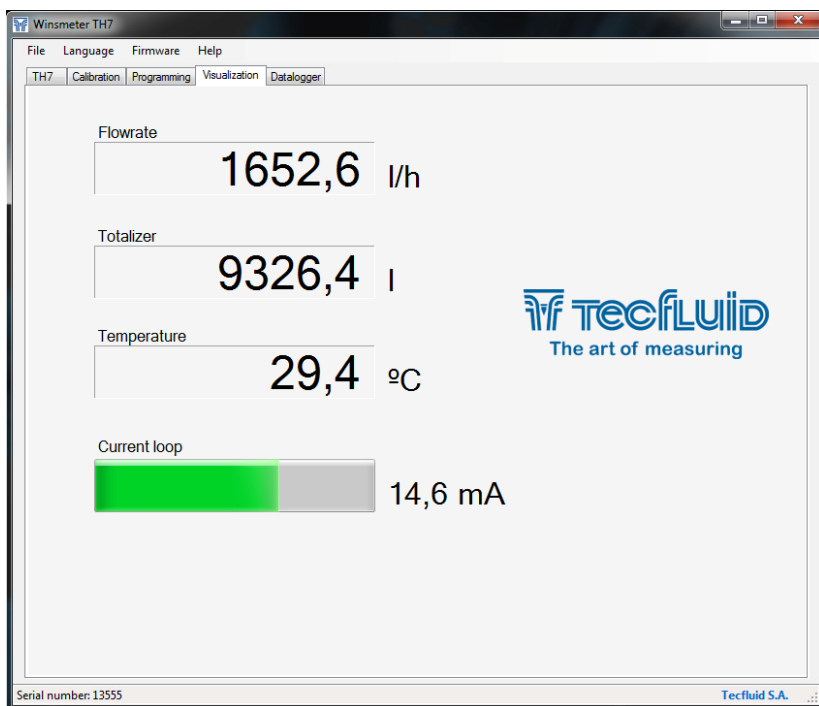 Winsmeter TH7
File Language Firmware Help
TH7 Calibration Programming Visualization Datalogger
Flowrate
1652,6 l/h
Totalizer
9326,4 l
Temperature
29,4 ºC
Current loop
14,6 mA
TECFLUID
The art of measuring
Serial number: 13555 Tecfluid S.A.